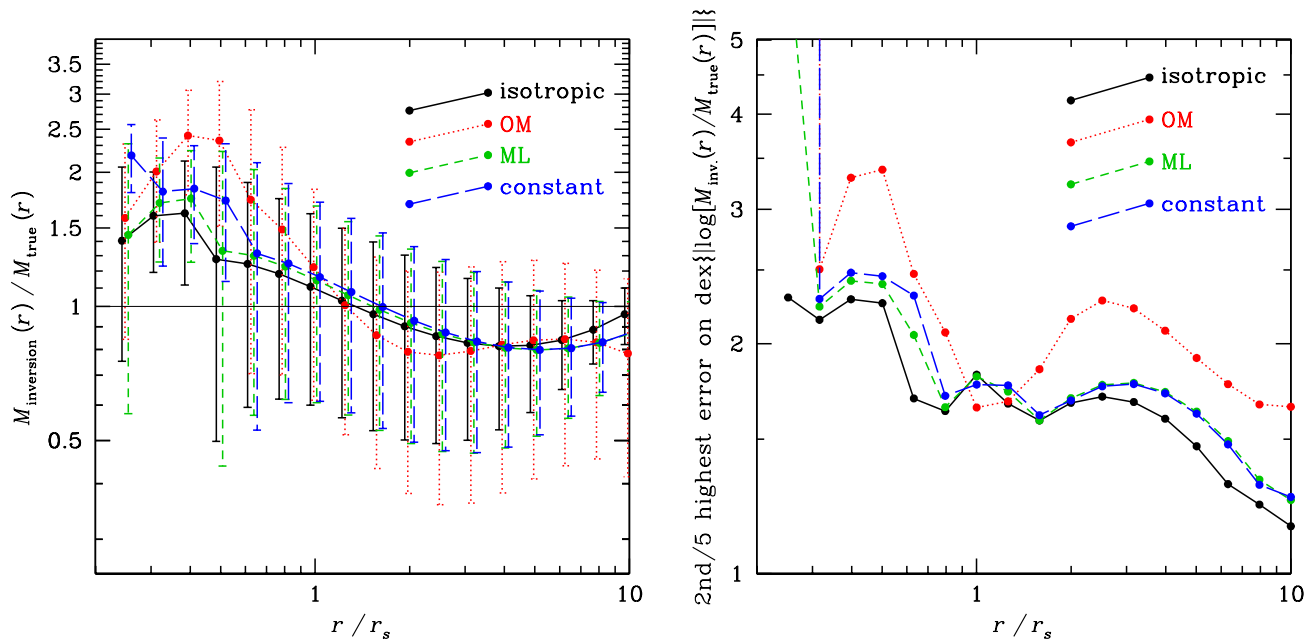 M_inversion (r) / M_true (r)
3.5
3
2.5
2
1.5
1
0.5
isotropic
OM
ML
constant
1
10
r / r_s
2nd/5 highest error on dex{|log[M_inv.(r)/M_true(r)]|}
5
4
3
2
1
isotropic
OM
ML
constant
1
10
r / r_s